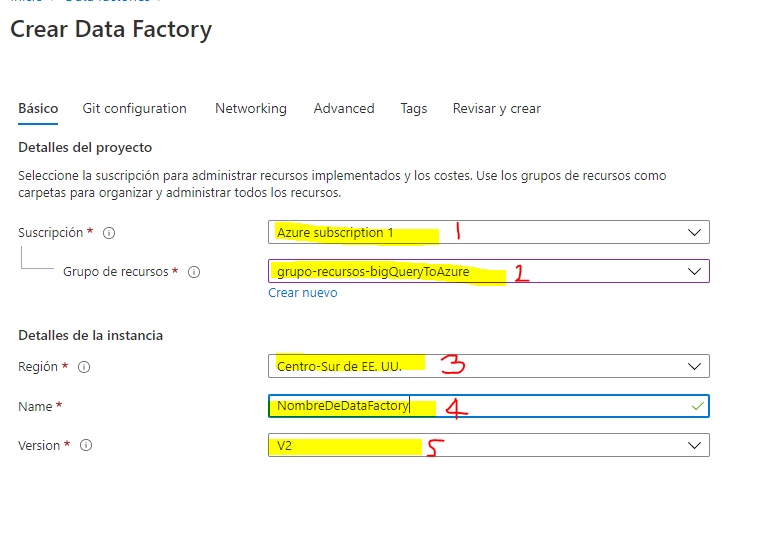 Crear Data Factory
Básico Git configuration Networking Advanced Tags Revisar y crear
Detalles del proyecto
Seleccione la suscripción para administrar recursos implementados y los costes. Use los grupos de recursos como
carpetas para organizar y administrar todos los recursos.
Suscripción * Azure subscription 1 1
Grupo de recursos * grupo-recursos-bigQueryToAzure 2
Crear nuevo
Detalles de la instancia
Región * Centro-Sur de EE. UU. 3
Name * NombreDeDataFactory 4
Version * V2 5